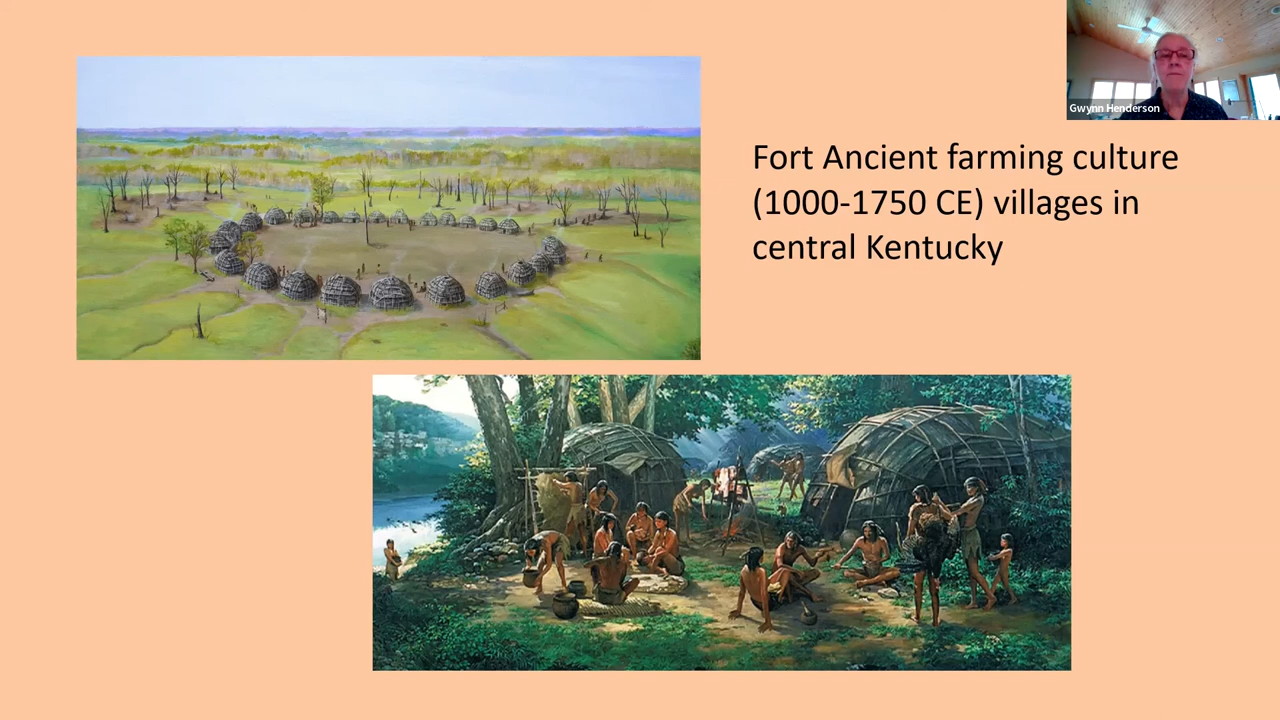 Gwynn Henderson
Fort Ancient farming culture
(1000-1750 CE) villages in
central Kentucky